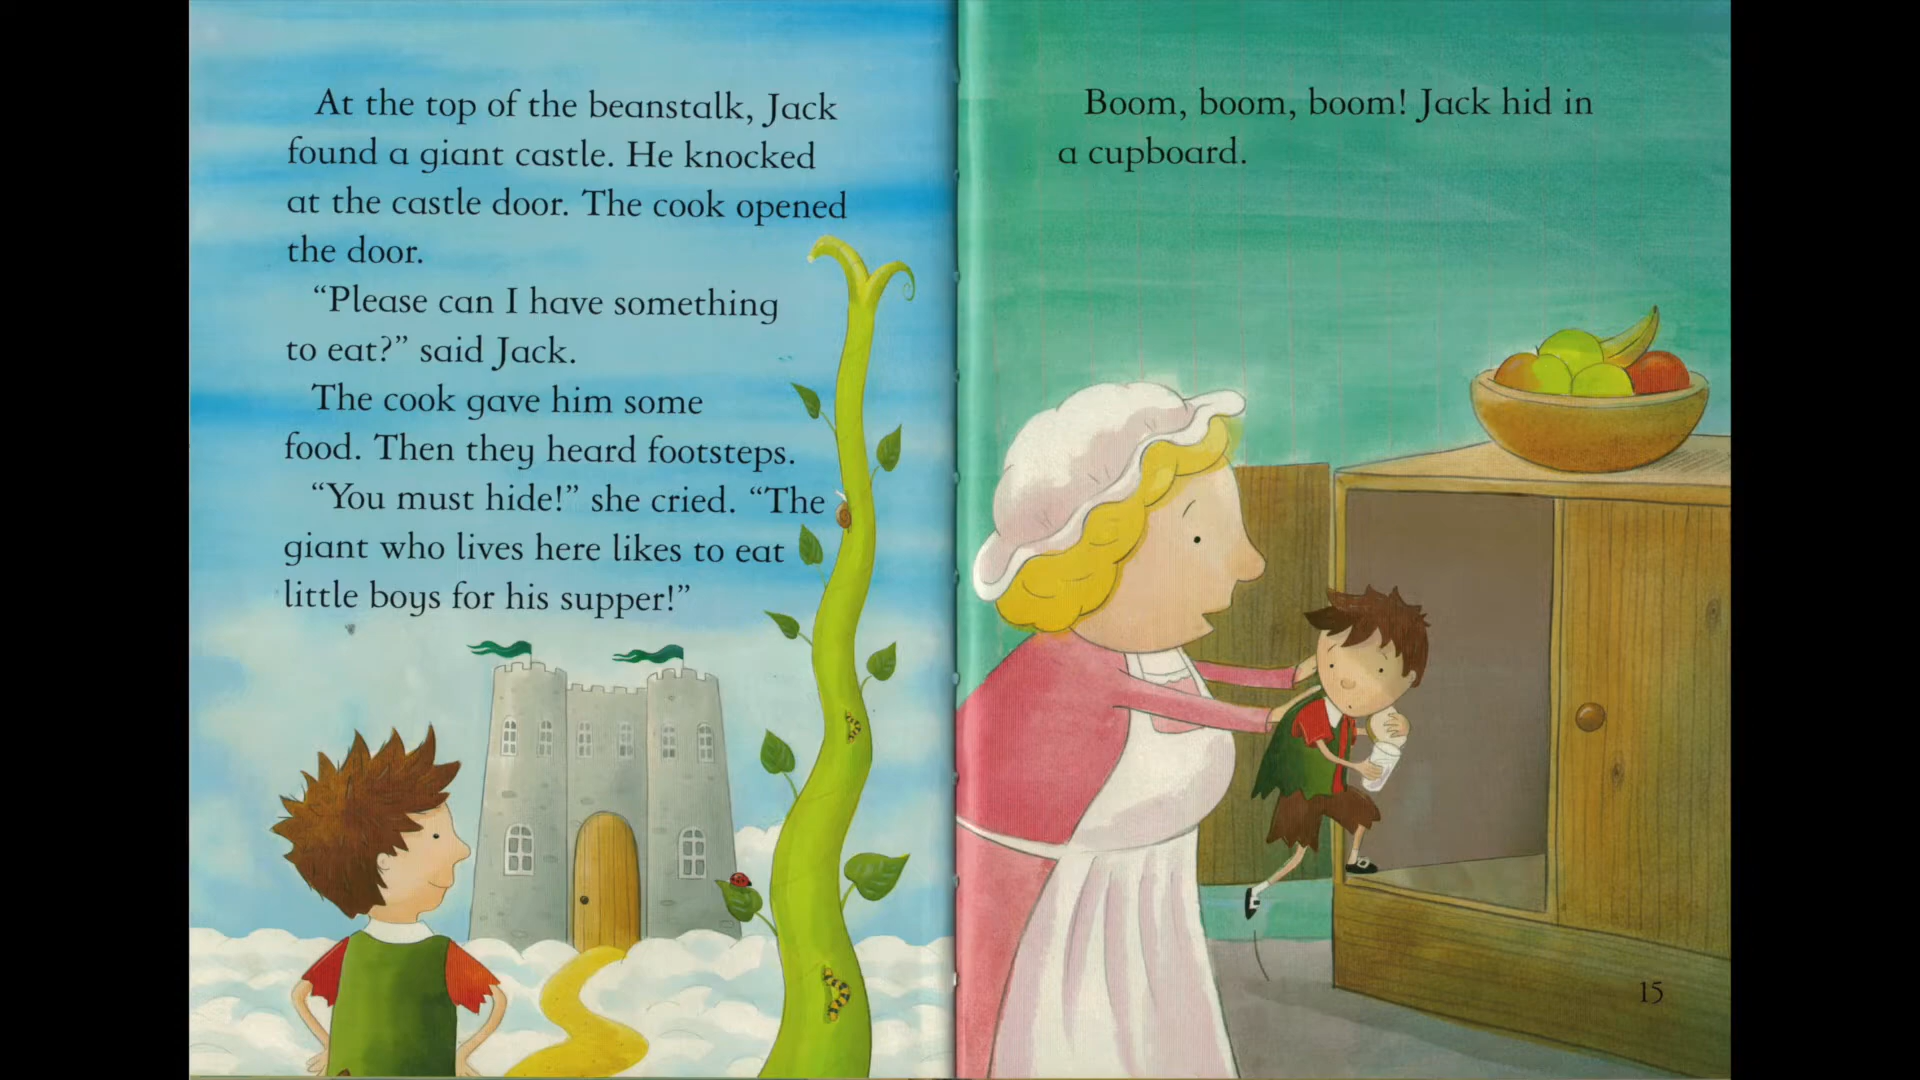 At the top of the beanstalk, Jack
found a giant castle. He knocked
at the castle door. The cook opened
the door.
“Please can I have something
to eat?” said Jack.
The cook gave him some
food. Then they heard footsteps.
“You must hide!” she cried. “The
giant who lives here likes to eat
little boys for his supper!”
Boom, boom, boom! Jack hid in
a cupboard.
15